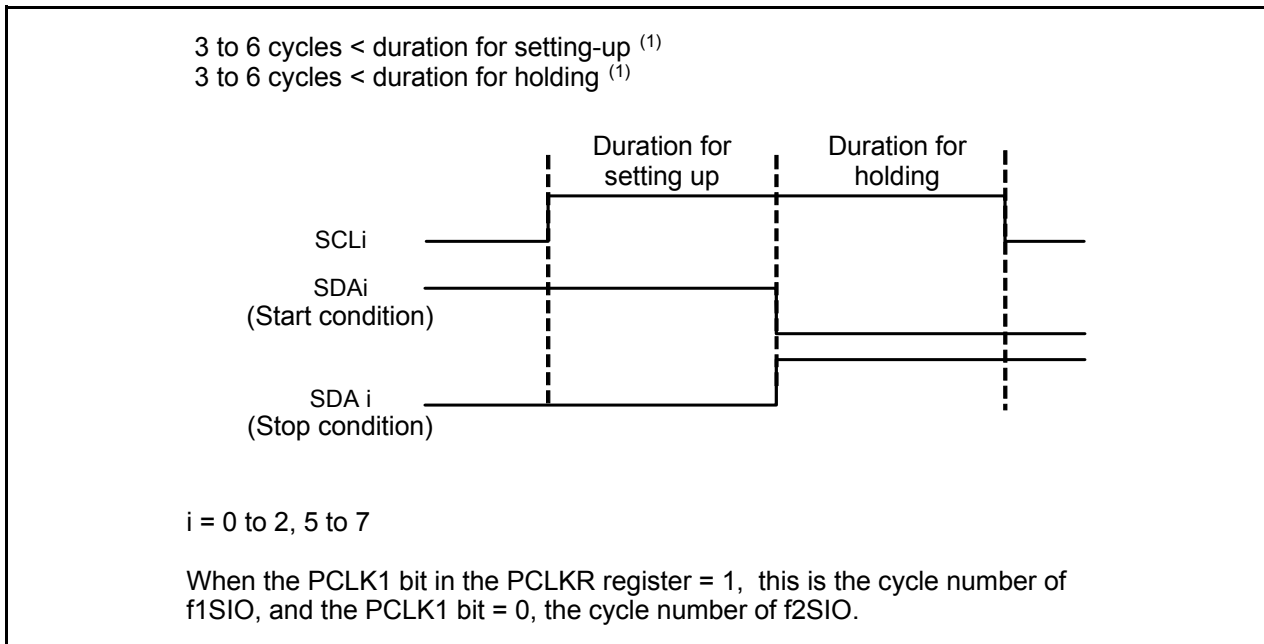 3 to 6 cycles < duration for setting-up (1)
3 to 6 cycles < duration for holding (1)
Duration for
setting up
Duration for
holding
SCLi
SDAi
(Start condition)
SDA i
(Stop condition)
i = 0 to 2, 5 to 7
When the PCLK1 bit in the PCLKR register = 1, this is the cycle number of
f1SIO, and the PCLK1 bit = 0, the cycle number of f2SIO.